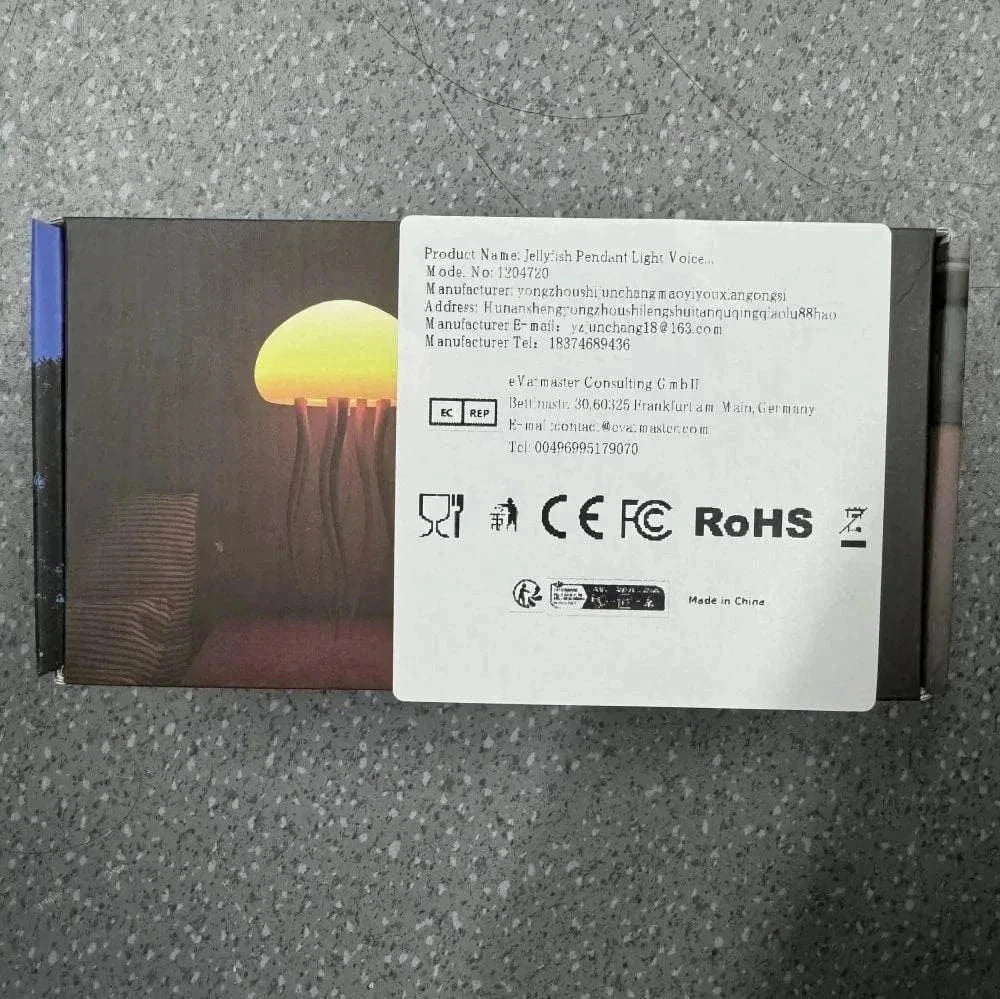 Product Name: Jellyfish Pendant Light Voice...
Model No: 1204720
Manufacturer: yongzhoushijunchangmaoyiyouxiangongsi
Address: Hunanshengyongzhoushilengshuitanquqingqiaolu88hao
Manufacturer E-mail: yzjunchang18@163.com
Manufacturer Tel: 18374689436
eVatmaster Consulting GmbH
EC REP
Bettinastr. 30,60325 Frankfurt am Main,Germany
E-mail:contact@evatmaster.com
Tel: 00496995179070
CE FC RoHS
Made in China